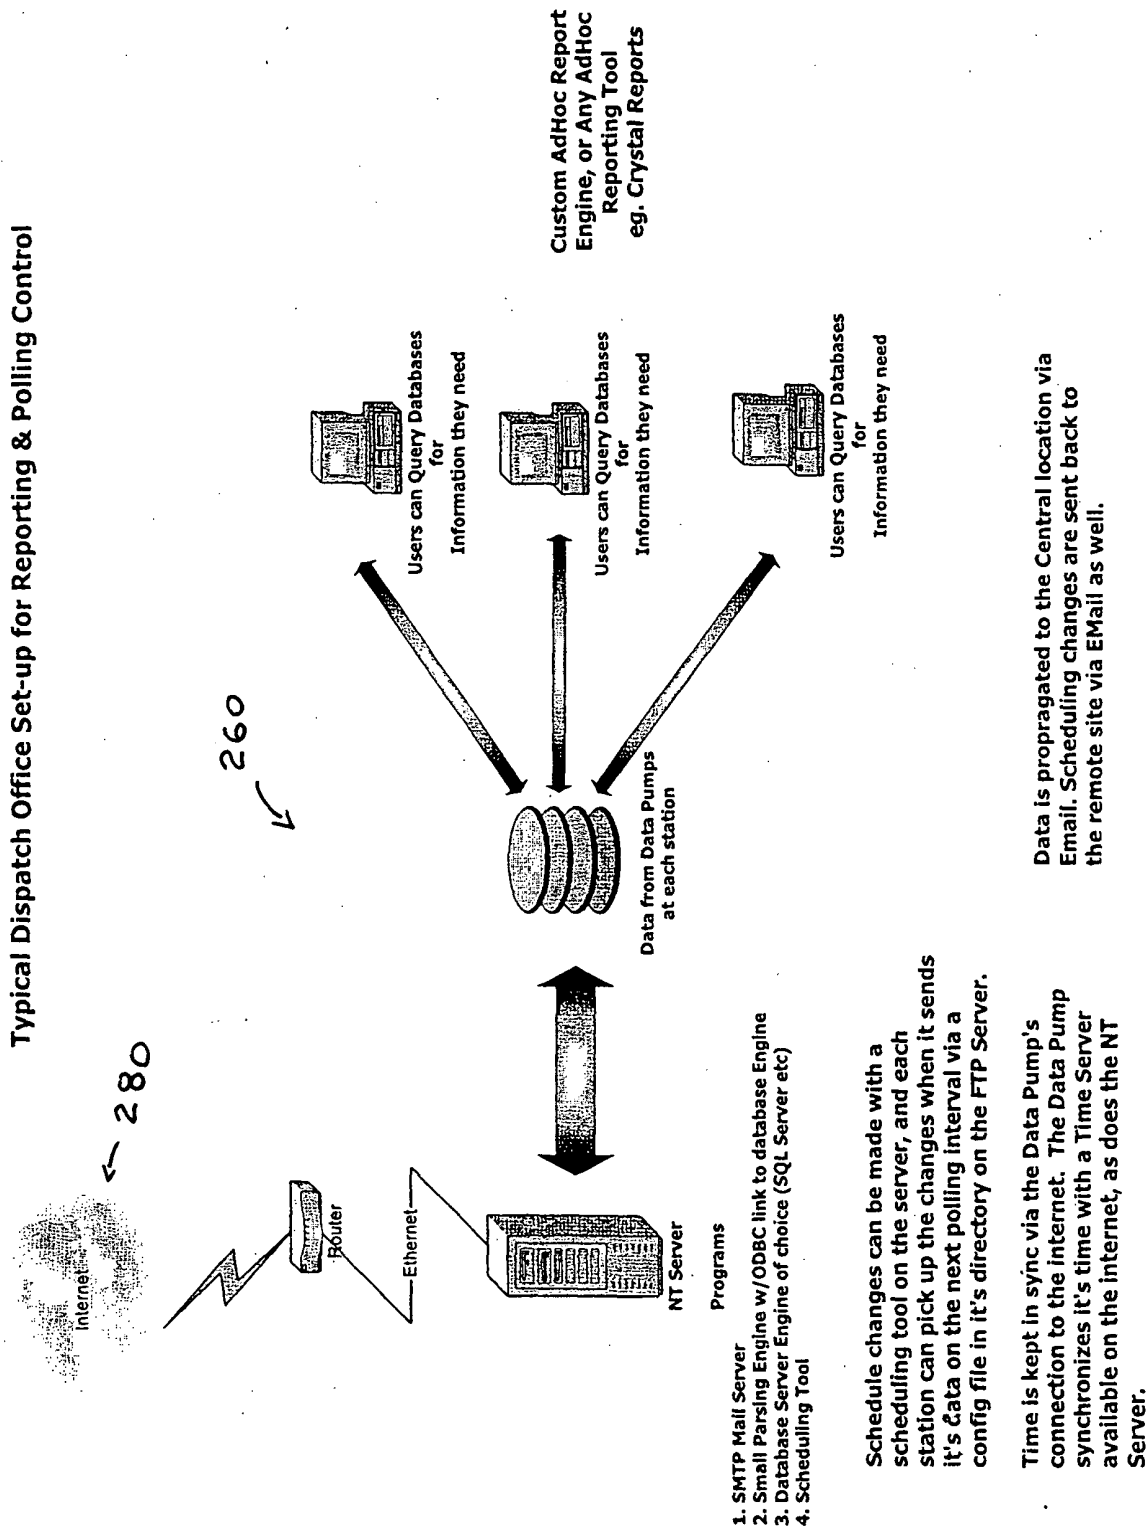 Typical Dispatch Office Set-up for Reporting & Polling Control
Internet
280
260
Router
Ethernet
NT Server
Programs
1. SMTP Mail Server
2. Small Parsing Engine w/ODBC link to database Engine
3. Database Server Engine of choice (SQL Server etc)
4. Scheduling Tool
Data from Data Pumps
at each station
Users can Query Databases
for
Information they need
Users can Query Databases
for
Information they need
Users can Query Databases
for
Information they need
Custom AdHoc Report
Engine, or Any AdHoc
Reporting Tool
eg. Crystal Reports
Schedule changes can be made with a
scheduling tool on the server, and each
station can pick up the changes when it sends
it's data on the next polling interval via a
config file in it's directory on the FTP Server.
Time is kept in sync via the Data Pump's
connection to the internet. The Data Pump
synchronizes it's time with a Time Server
available on the internet, as does the NT
Server.
Data is propragated to the Central location via
Email. Scheduling changes are sent back to
the remote site via EMail as well.